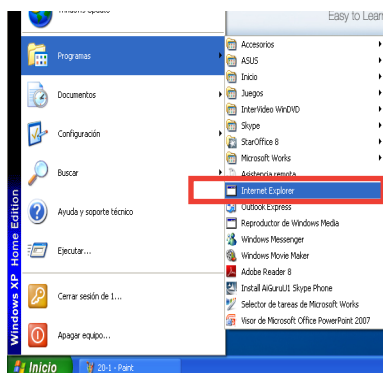 Windows Update
Easy to Lear
Programas
Documentos
Configuración
Buscar
Ayuda y soporte técnico
Ejecutar...
Cerrar sesión de 1...
Apagar equipo...
Windows XP Home Edition
Accesorios
ASUS
Inicio
Juegos
InterVideo WinDVD
Skype
StarOffice 8
Microsoft Works
Asistencia remota
Internet Explorer
Outlook Express
Reproductor de Windows Media
Windows Messenger
Windows Movie Maker
Adobe Reader 8
Install AiGuruU1 Skype Phone
Selector de tareas de Microsoft Works
Visor de Microsoft Office PowerPoint 2007
Inicio
20-1 - Paint